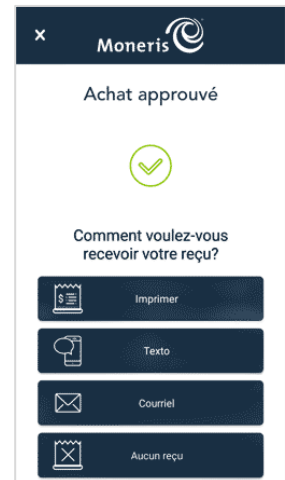 Moneris
Achat approuvé
Comment voulez-vous
recevoir votre reçu?
Imprimer
Texto
Courriel
Aucun reçu